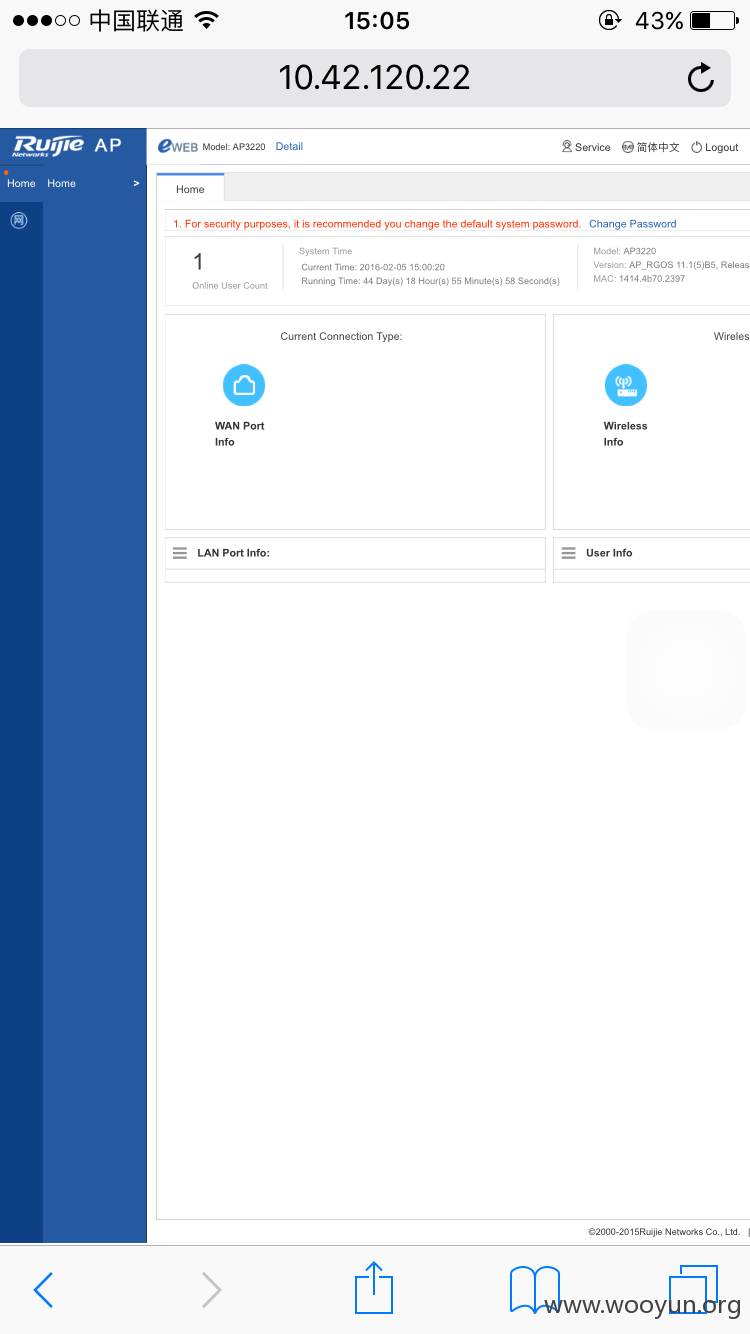 中国联通 15:05 43%
10.42.120.22
Ruijie Networks AP eWEB Model: AP3220 Detail Service 简体中文 Logout
Home Home >
Home
1. For security purposes, it is recommended you change the default system password. Change Password
1
Online User Count
System Time
Current Time: 2016-02-05 15:00:20
Running Time: 44 Day(s) 18 Hour(s) 55 Minute(s) 58 Second(s)
Model: AP3220
Version: AP_RGOS 11.1(5)B5, Releas
MAC: 1414.4b70.2397
Current Connection Type:
WAN Port
Info
Wireles
Wireless
Info
LAN Port Info:
User Info
©2000-2015Ruijie Networks Co., Ltd. |
www.wooyun.org